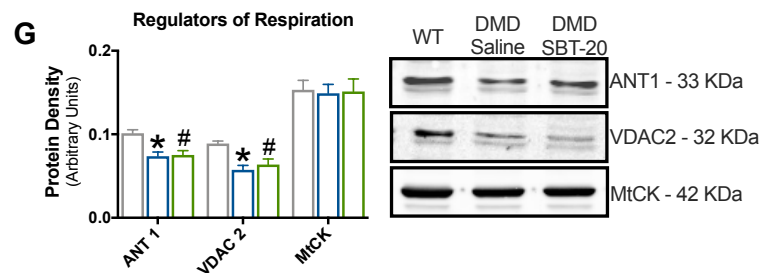 G
Regulators of Respiration
Protein Density
(Arbitrary Units)
0.2
0.1
0.0
* # * #
ANT 1
VDAC 2
MtCK
WT
DMD
Saline
DMD
SBT-20
ANT1 - 33 KDa
VDAC2 - 32 KDa
MtCK - 42 KDa